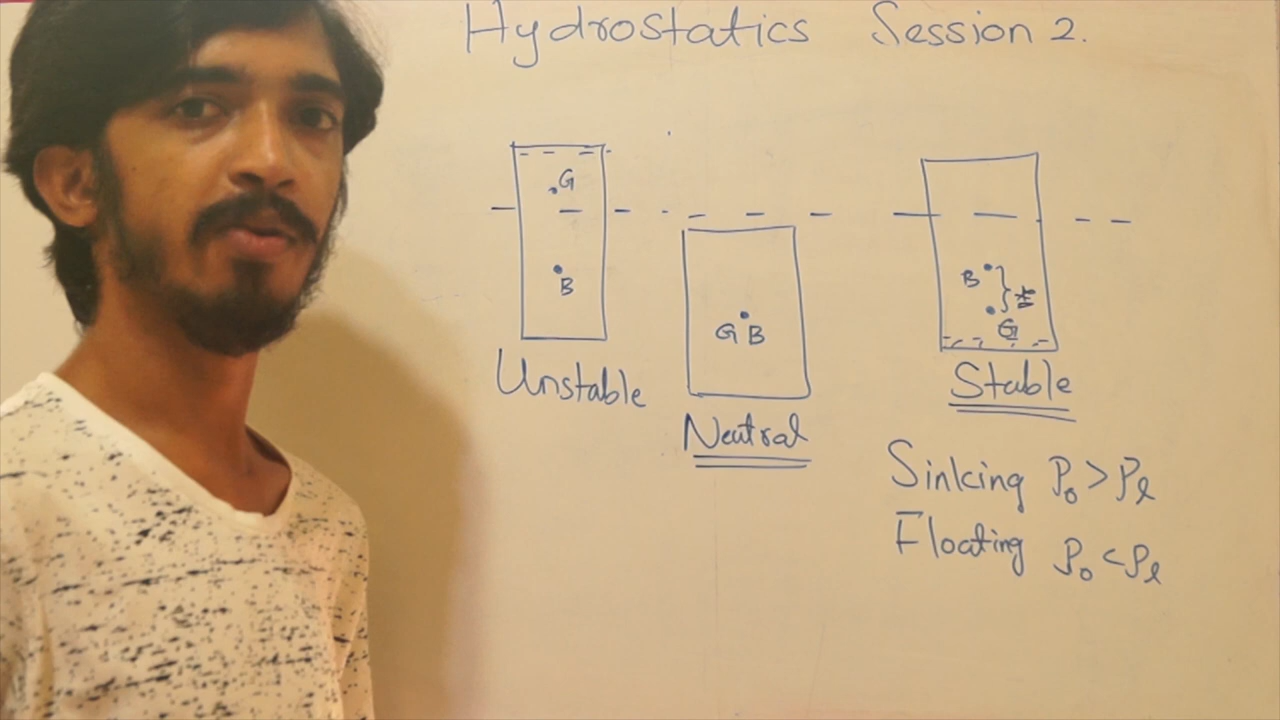 Hydrostatics Session 2.
G
B
Unstable
G B
Neutral
B
G
Stable
Sinking ρo > ρl
Floating ρo < ρl